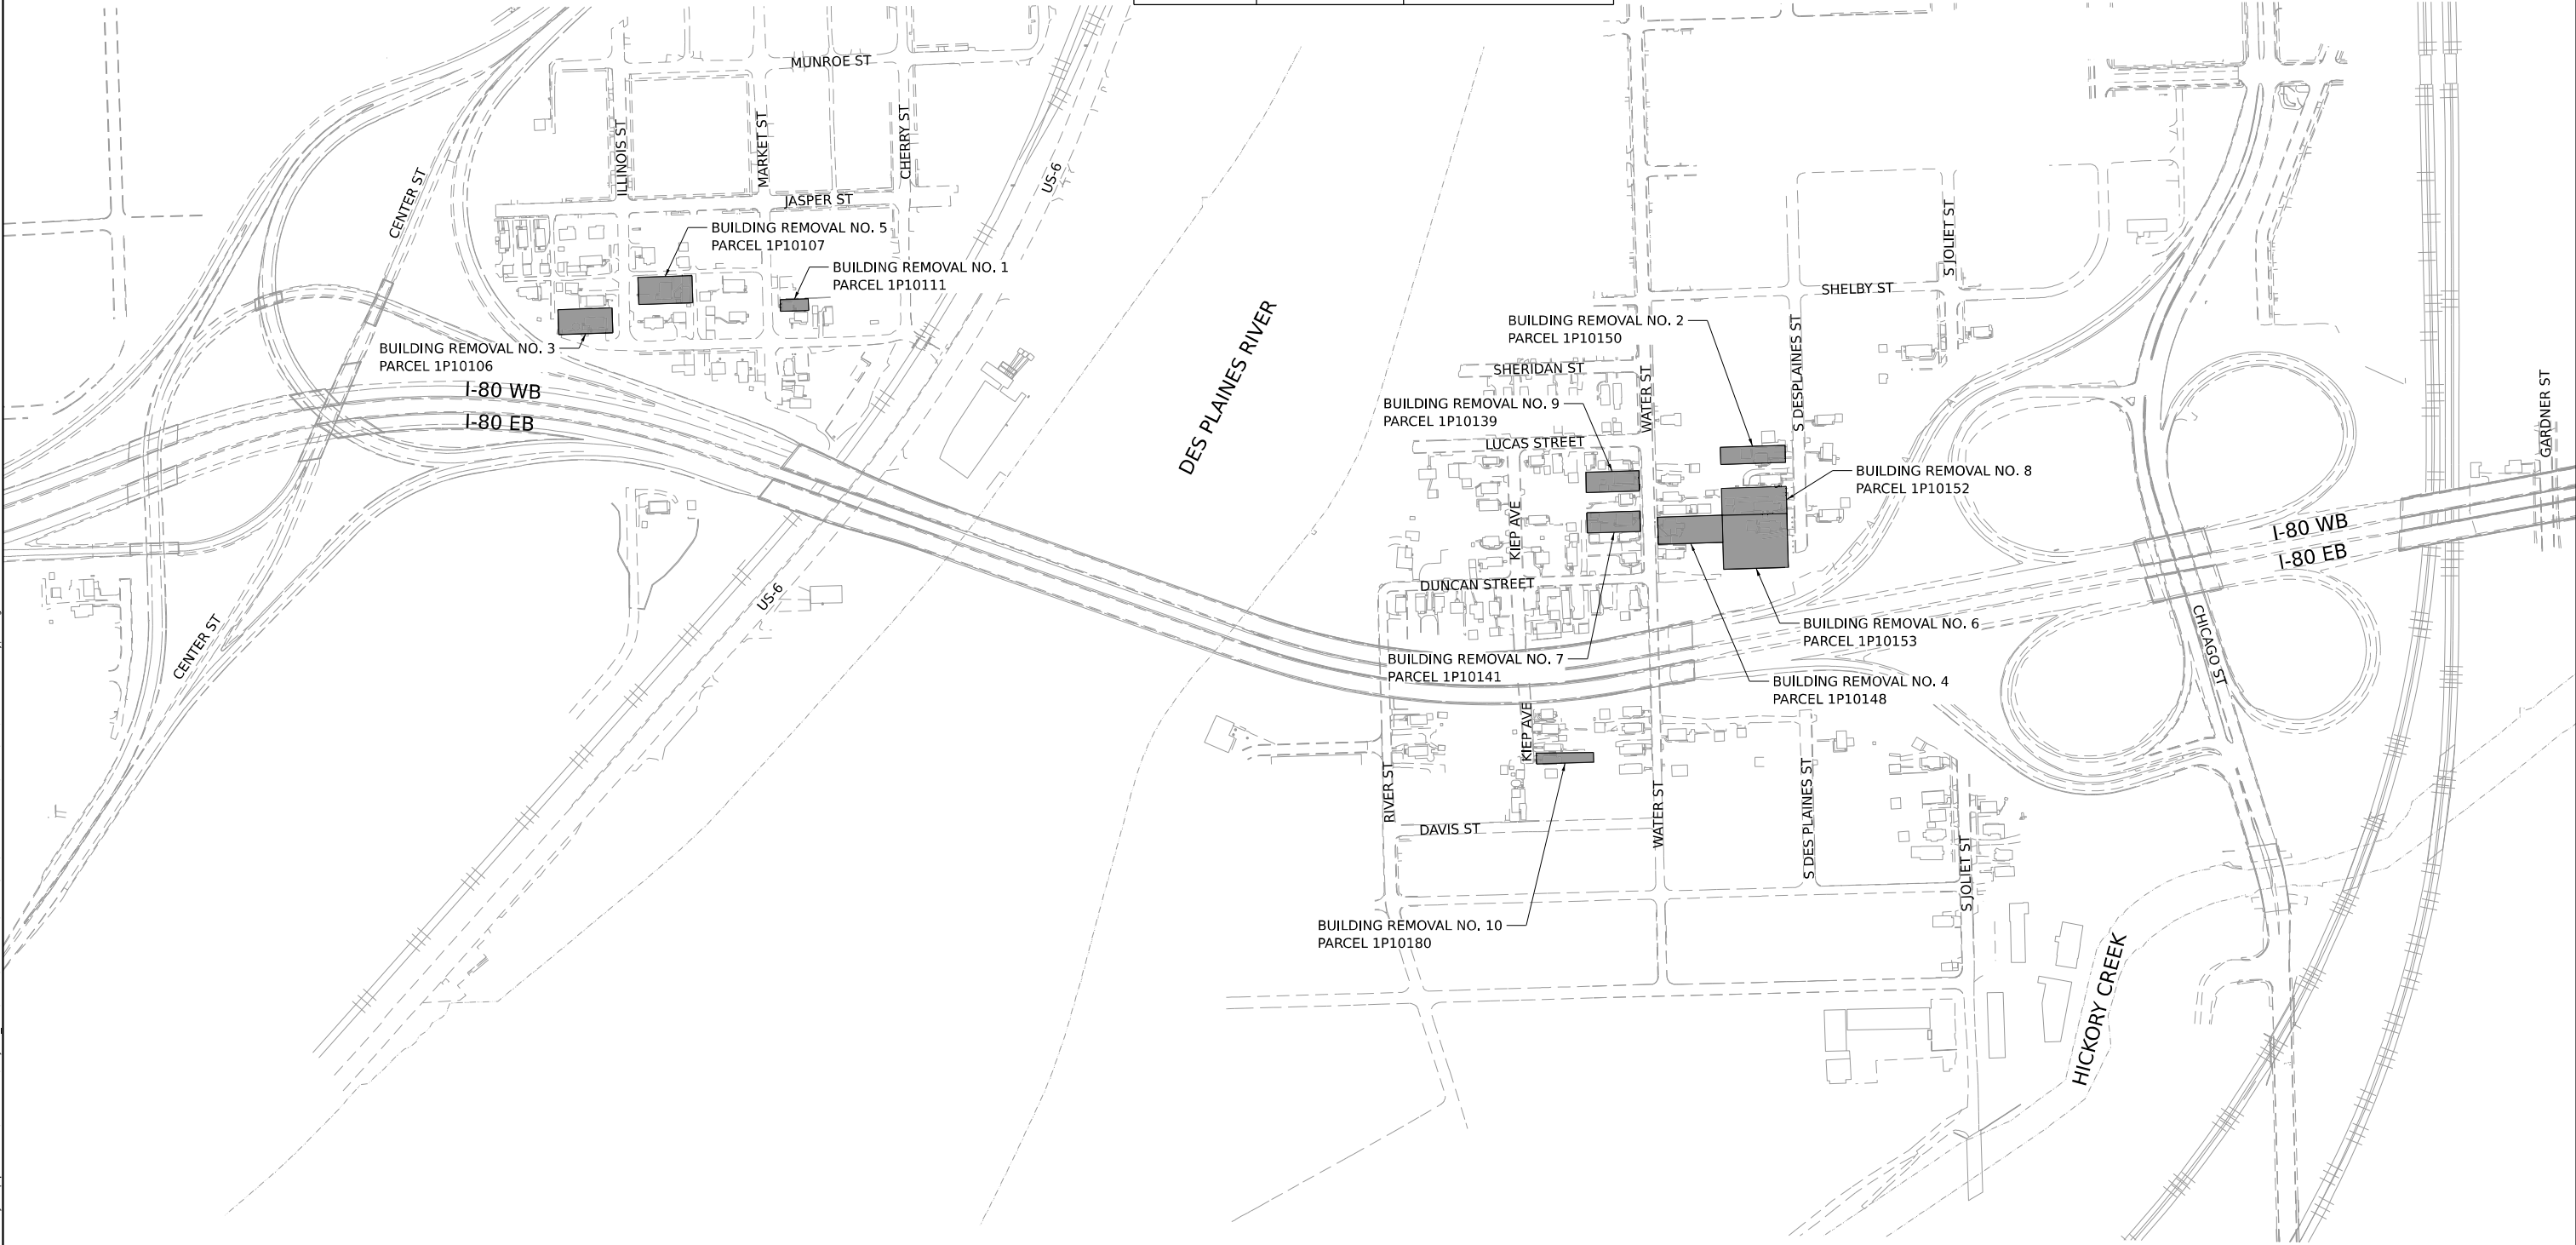 MUNROE ST
ILLINOIS ST
MARKET ST
CHERRY ST
CENTER ST
US-6
JASPER ST
BUILDING REMOVAL NO. 5
PARCEL 1P10107
BUILDING REMOVAL NO. 1
PARCEL 1P10111
BUILDING REMOVAL NO. 3
PARCEL 1P10106
I-80 WB
I-80 EB
DES PLAINES RIVER
S JOLIET ST
SHELBY ST
BUILDING REMOVAL NO. 2
PARCEL 1P10150
S DESPLAINES ST
SHERIDAN ST
WATER ST
BUILDING REMOVAL NO. 9
PARCEL 1P10139
LUCAS STREET
BUILDING REMOVAL NO. 8
PARCEL 1P10152
GARDNER ST
KIEP AVE
I-80 WB
I-80 EB
DUNCAN STREET
US-6
CENTER ST
BUILDING REMOVAL NO. 6
PARCEL 1P10153
BUILDING REMOVAL NO. 7
PARCEL 1P10141
BUILDING REMOVAL NO. 4
PARCEL 1P10148
CHICAGO ST
KIEP AVE
RIVER ST
WATER ST
S DES PLAINES ST
DAVIS ST
S JOLIET ST
BUILDING REMOVAL NO. 10
PARCEL 1P10180
HICKORY CREEK